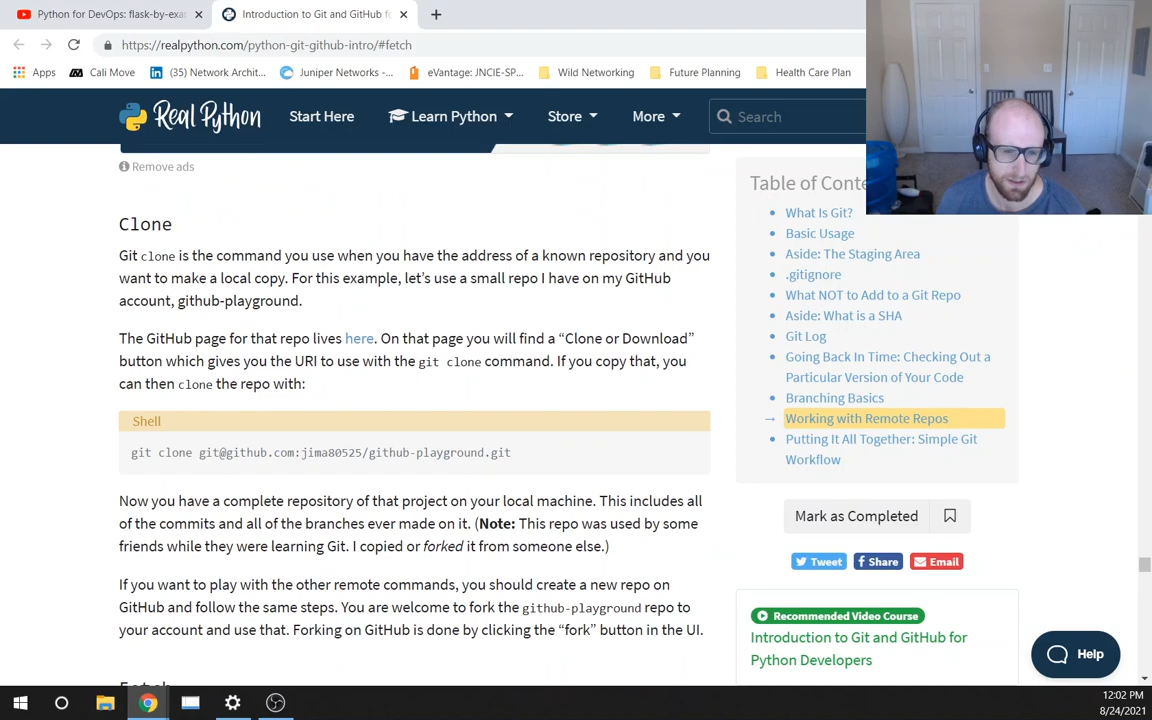 Python for DevOps: flask-by-exa
Introduction to Git and GitHub fo
https://realpython.com/python-git-github-intro/#fetch
Apps
Cali Move
(35) Network Archit...
Juniper Networks -...
eVantage: JNCIE-SP...
Wild Networking
Future Planning
Health Care Plan
Real Python
Start Here
Learn Python
Store
More
Search
Remove ads
Clone
Git clone is the command you use when you have the address of a known repository and you
want to make a local copy. For this example, let’s use a small repo I have on my GitHub
account, github-playground.
The GitHub page for that repo lives here. On that page you will find a “Clone or Download”
button which gives you the URI to use with the git clone command. If you copy that, you
can then clone the repo with:
Shell
git clone git@github.com:jima80525/github-playground.git
Now you have a complete repository of that project on your local machine. This includes all
of the commits and all of the branches ever made on it. (Note: This repo was used by some
friends while they were learning Git. I copied or forked it from someone else.)
If you want to play with the other remote commands, you should create a new repo on
GitHub and follow the same steps. You are welcome to fork the github-playground repo to
your account and use that. Forking on GitHub is done by clicking the “fork” button in the UI.
Table of Conte
What Is Git?
Basic Usage
Aside: The Staging Area
.gitignore
What NOT to Add to a Git Repo
Aside: What is a SHA
Git Log
Going Back In Time: Checking Out a
Particular Version of Your Code
Branching Basics
→ Working with Remote Repos
Putting It All Together: Simple Git
Workflow
Mark as Completed
Tweet
Share
Email
Recommended Video Course
Introduction to Git and GitHub for
Python Developers
Help
12:02 PM
8/24/2021